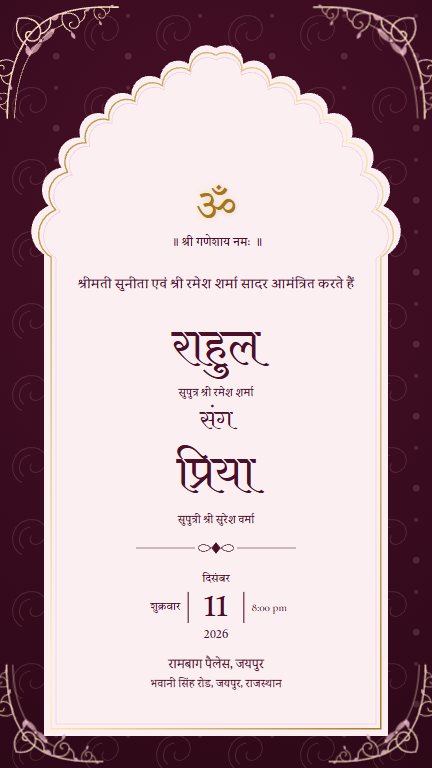 ॐ
॥ श्री गणेशाय नमः ॥
श्रीमती सुनीता एवं श्री रमेश शर्मा सादर आमंत्रित करते हैं
राहुल
सुपुत्र श्री रमेश शर्मा
संग
प्रिया
सुपुत्री श्री सुरेश वर्मा
दिसंबर
शुक्रवार 11 8:00 pm
2026
रामबाग पैलेस, जयपुर
भवानी सिंह रोड, जयपुर, राजस्थान